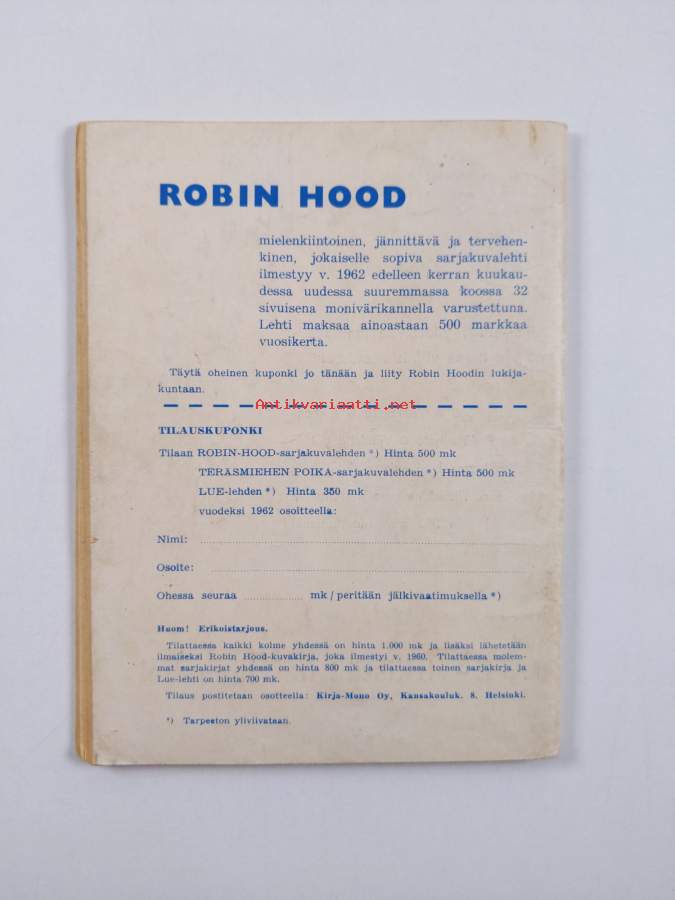 ROBIN HOOD
mielenkiintoinen, jännittävä ja tervehen-
kinen, jokaiselle sopiva sarjakuvalehti
ilmestyy v. 1962 edelleen kerran kuukau-
dessa uudessa suuremmassa koossa 32
sivuisena monivärikannella varustettuna.
Lehti maksaa ainoastaan 500 markkaa
vuosikerta.
Täytä oheinen kuponki jo tänään ja liity Robin Hoodin lukija-
kuntaan.
Antikvariaatti.net
TILAUSKUPONKI
Tilaan ROBIN-HOOD-sarjakuvalehden *) Hinta 500 mk
TERÄSMIEHEN POIKA-sarjakuvalehden *) Hinta 500 mk
LUE-lehden *) Hinta 350 mk
vuodeksi 1962 osoitteella:
Nimi:
Osoite:
Ohessa seuraa ............... mk / peritään jälkivaatimuksella *)
Huom! Erikoistarjous.
Tilattaessa kaikki kolme yhdessä on hinta 1.000 mk ja lisäksi lähetetään
ilmaiseksi Robin Hood-kuvakirja, joka ilmestyi v. 1960. Tilattaessa molem-
mat sarjakirjat yhdessä on hinta 800 mk ja tilattaessa toinen sarjakirja ja
Lue-lehti on hinta 700 mk.
Tilaus postitetaan osotteella: Kirja-Mono Oy, Kansakouluk. 8. Helsinki.
*) Tarpeeton yliviivataan.